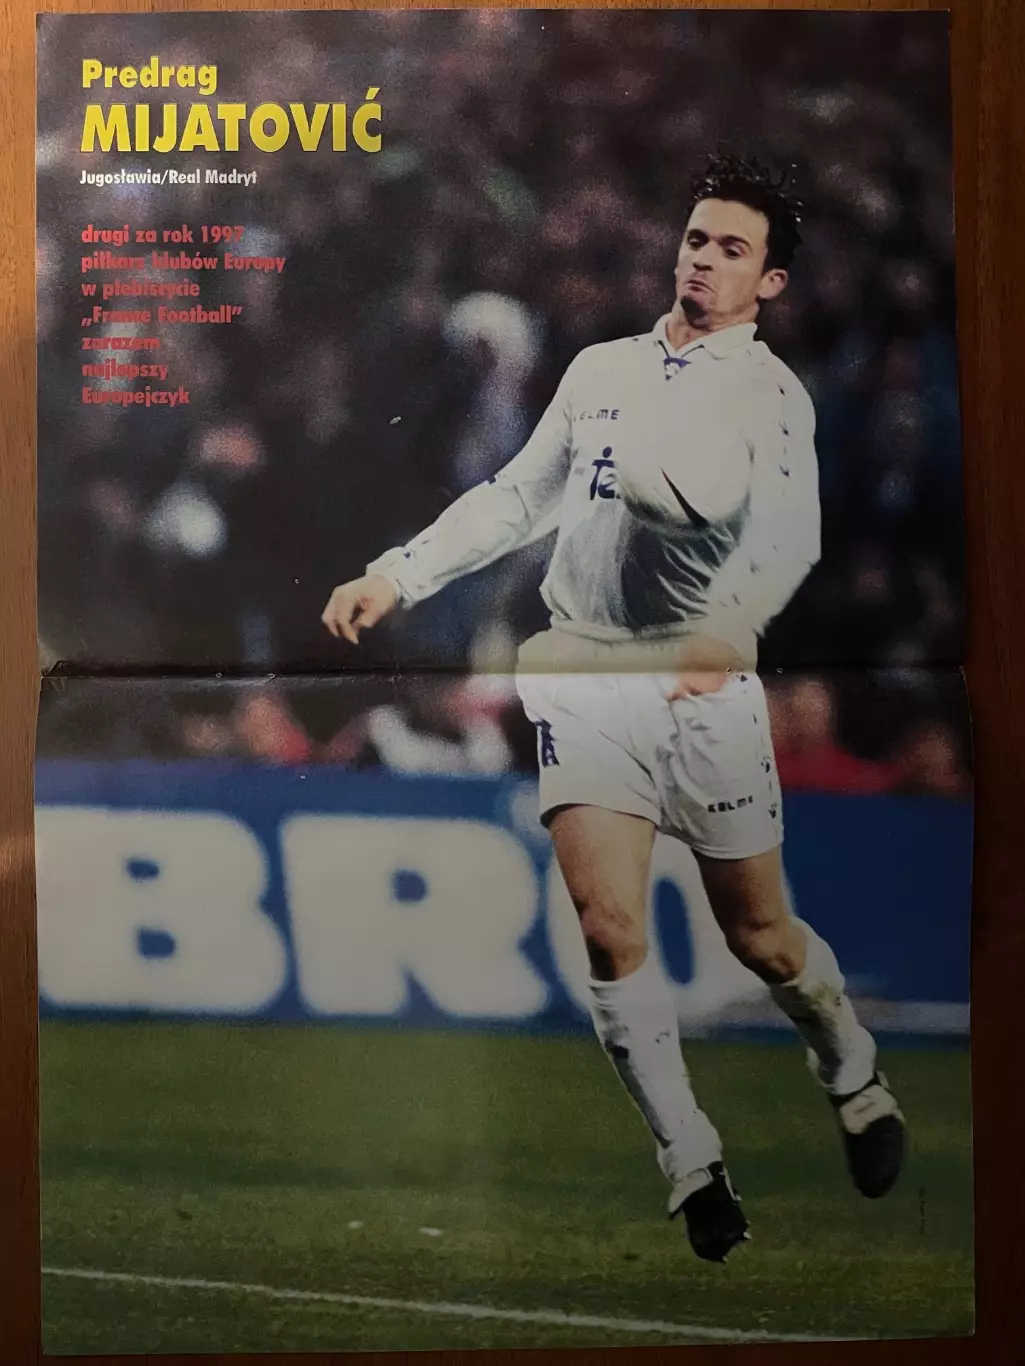 Predrag
MIJATOVIĆ
Jugosławia/Real Madryt
drugi za rok 1997
piłkarz klubów Europy
w plebiscycie
„France Football”
zarazem
najlepszy
Europejczyk
KELME
Te
KELME
BRO